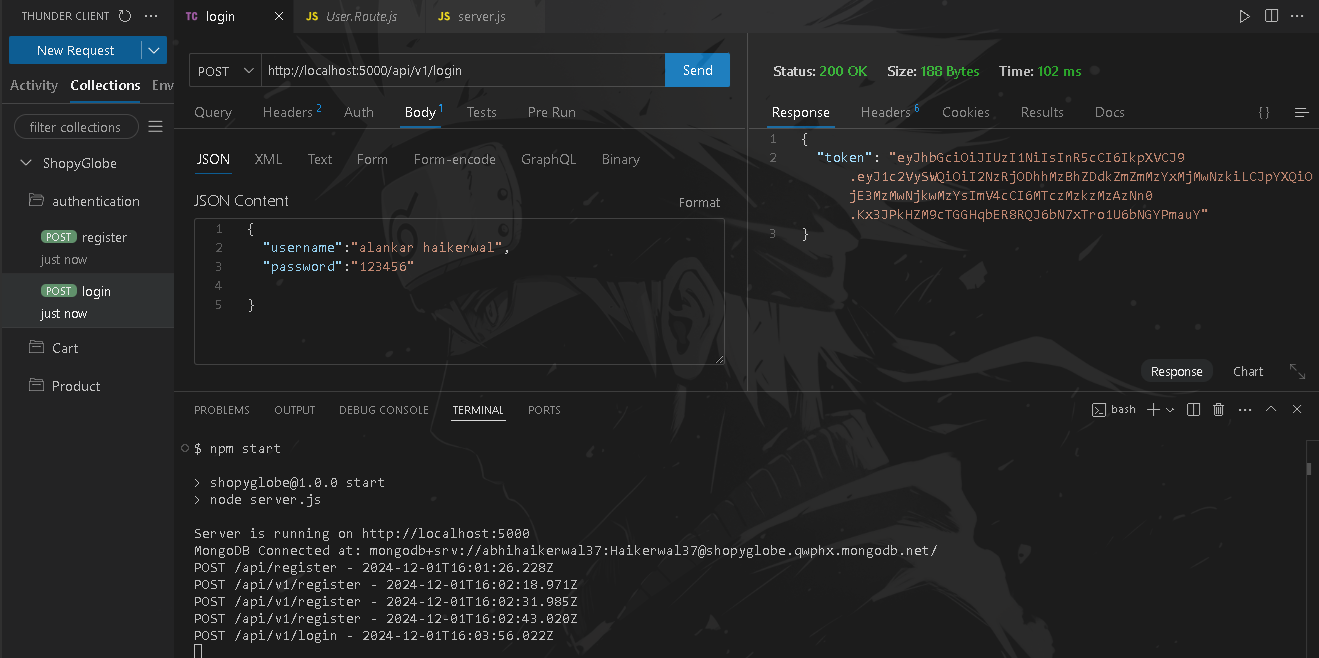 THUNDER CLIENT
New Request
Activity Collections Env
filter collections
ShopyGlobe
authentication
POST register
just now
POST login
just now
Cart
Product
TC login
JS User.Route.js
JS server.js
POST http://localhost:5000/api/v1/login Send
Query Headers 2 Auth Body 1 Tests Pre Run
JSON XML Text Form Form-encode GraphQL Binary
JSON Content Format
1 {
2 "username":"alankar haikerwal",
3 "password":"123456"
4
5 }
Status: 200 OK Size: 188 Bytes Time: 102 ms
Response Headers 6 Cookies Results Docs {}
1 {
2 "token": "eyJhbGciOiJIUzI1NiIsInR5cCI6IkpXVCJ9
.eyJ1c2VySWQiOiI2NzRjODhhMzBhZDdkZmZmMzYxMjMwNzkiLCJpYXQiO
jE3MzMwNjkwMzYsImV4cCI6MTczMzkzMzAzNn0
.Kx3JPkHZM9cTGGHqbER8RQJ6bN7xTro1U6bNGYPmauY"
3 }
Response Chart
PROBLEMS OUTPUT DEBUG CONSOLE TERMINAL PORTS
bash
$ npm start
> shopyglobe@1.0.0 start
> node server.js
Server is running on http://localhost:5000
MongoDB Connected at: mongodb+srv://abhihaikerwal37:Haikerwal37@shopyglobe.qwphx.mongodb.net/
POST /api/register - 2024-12-01T16:01:26.228Z
POST /api/v1/register - 2024-12-01T16:02:18.971Z
POST /api/v1/register - 2024-12-01T16:02:31.985Z
POST /api/v1/register - 2024-12-01T16:02:43.020Z
POST /api/v1/login - 2024-12-01T16:03:56.022Z